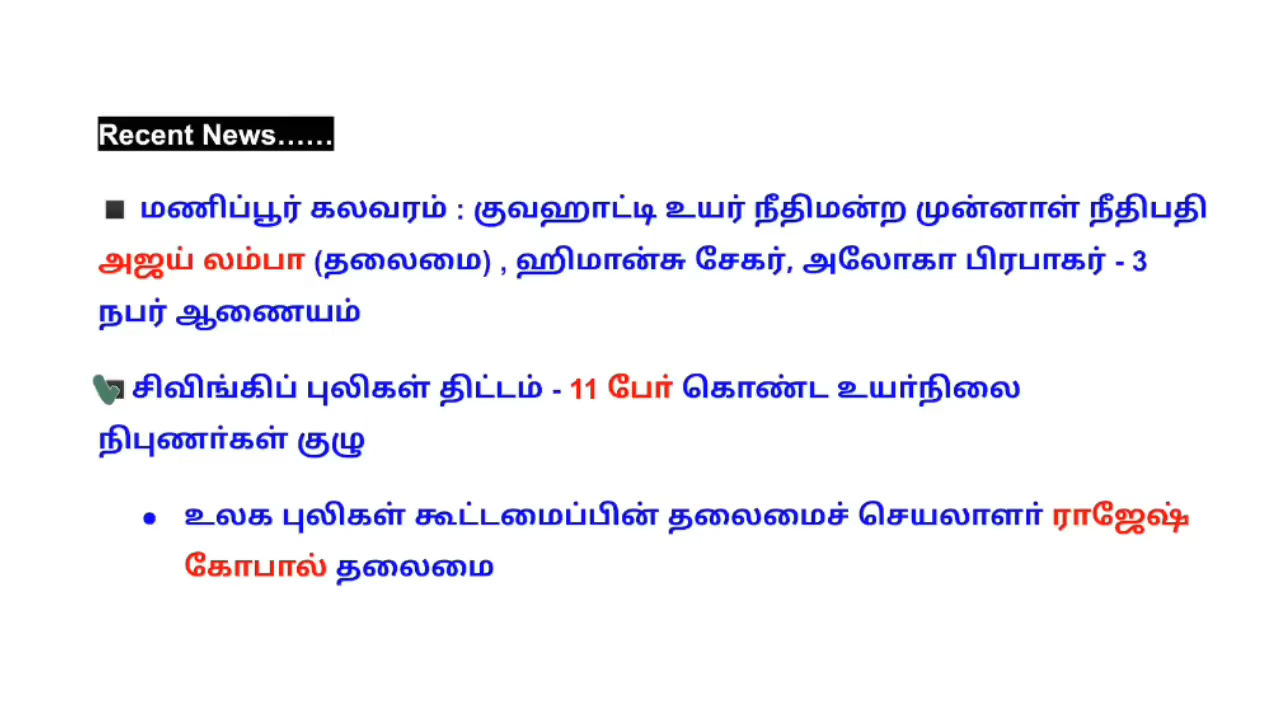 Recent News......
◾ மணிப்பூர் கலவரம் : குவஹாட்டி உயர் நீதிமன்ற முன்னாள் நீதிபதி
அஜய் லம்பா (தலைமை) , ஹிமான்சு சேகர், அலோகா பிரபாகர் - 3
நபர் ஆணையம்
◾ சிவிங்கிப் புலிகள் திட்டம் - 11 பேர் கொண்ட உயர்நிலை
நிபுணர்கள் குழு
● உலக புலிகள் கூட்டமைப்பின் தலைமைச் செயலாளர் ராஜேஷ்
கோபால் தலைமை